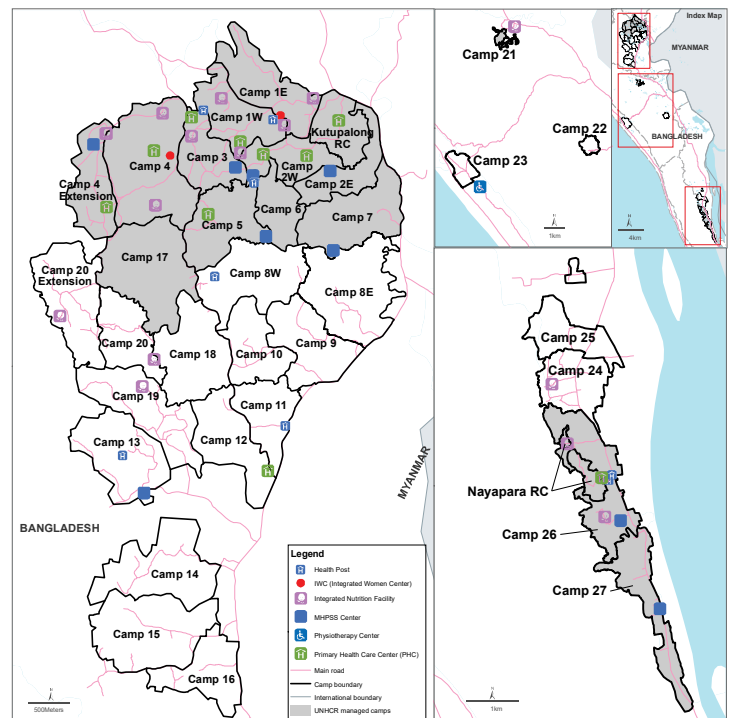 Camp 1E
Camp 1W
Kutupalong
RC
Camp 4
Camp 3
Camp
2W
Camp 2E
Camp 4
Extension
Camp 6
Camp 5
Camp 7
Camp 17
Camp 20
Extension
Camp 8W
Camp 8E
Camp 20
Camp 18
Camp 10
Camp 9
Camp 19
Camp 11
Camp 12
Camp 13
MYANMAR
BANGLADESH
Camp 14
Camp 15
Camp 16
N
500Meters
Legend
Health Post
IWC (Integrated Women Center)
Integrated Nutrition Facility
MHPSS Center
Physiotherapy Center
Primary Health Care Center (PHC)
Main road
Camp boundary
International boundary
UNHCR managed camps
Camp 21
Camp 22
Camp 23
N
1km
Index Map
MYANMAR
BANGLADESH
N
4km
Camp 25
Camp 24
Nayapara RC
Camp 26
Camp 27
N
1km